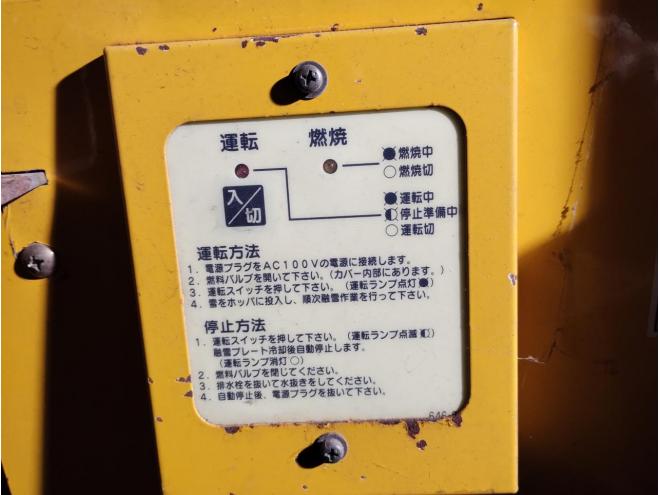 運転 燃焼
燃焼中
燃焼切
入/切
運転中
停止準備中
運転切
運転方法
1. 電源プラグをAC100Vの電源に接続します。
2. 燃料バルブを開いて下さい。(カバー内部にあります。)
3. 運転スイッチを押して下さい。(運転ランプ点灯●)
4. 雪をホッパに投入し、順次融雪作業を行って下さい。
停止方法
1. 運転スイッチを押して下さい。(運転ランプ点滅◐)
融雪プレート冷却後自動停止します。
(運転ランプ消灯○)
2. 燃料バルブを閉じてください。
3. 排水栓を抜いて水抜きをしてください。
4. 自動停止後、電源プラグを抜いて下さい。